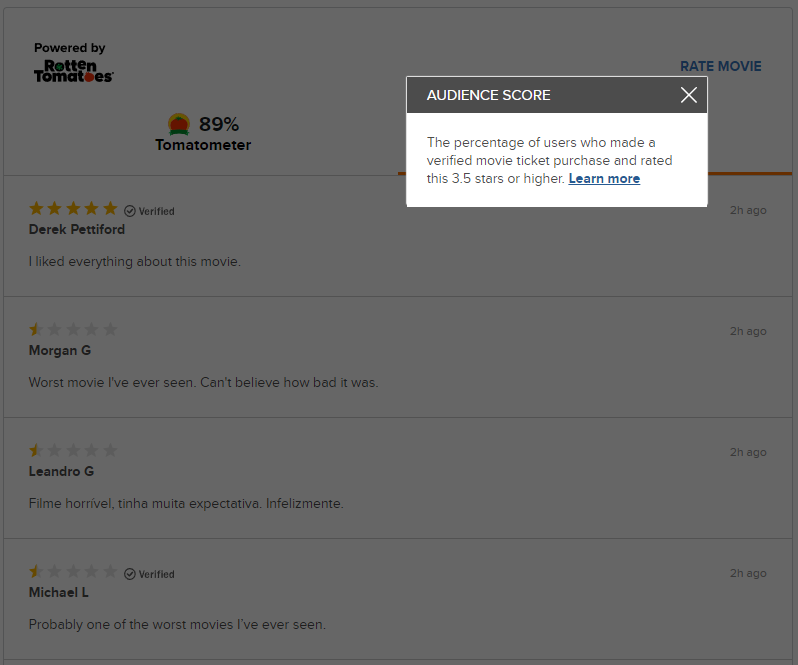 Powered by
Rotten
Tomatoes
RATE MOVIE
89%
Tomatometer
AUDIENCE SCORE
The percentage of users who made a
verified movie ticket purchase and rated
this 3.5 stars or higher. Learn more
Verified
2h ago
Derek Pettiford
I liked everything about this movie.
2h ago
Morgan G
Worst movie I've ever seen. Can't believe how bad it was.
2h ago
Leandro G
Filme horrível, tinha muita expectativa. Infelizmente.
Verified
2h ago
Michael L
Probably one of the worst movies I’ve ever seen.